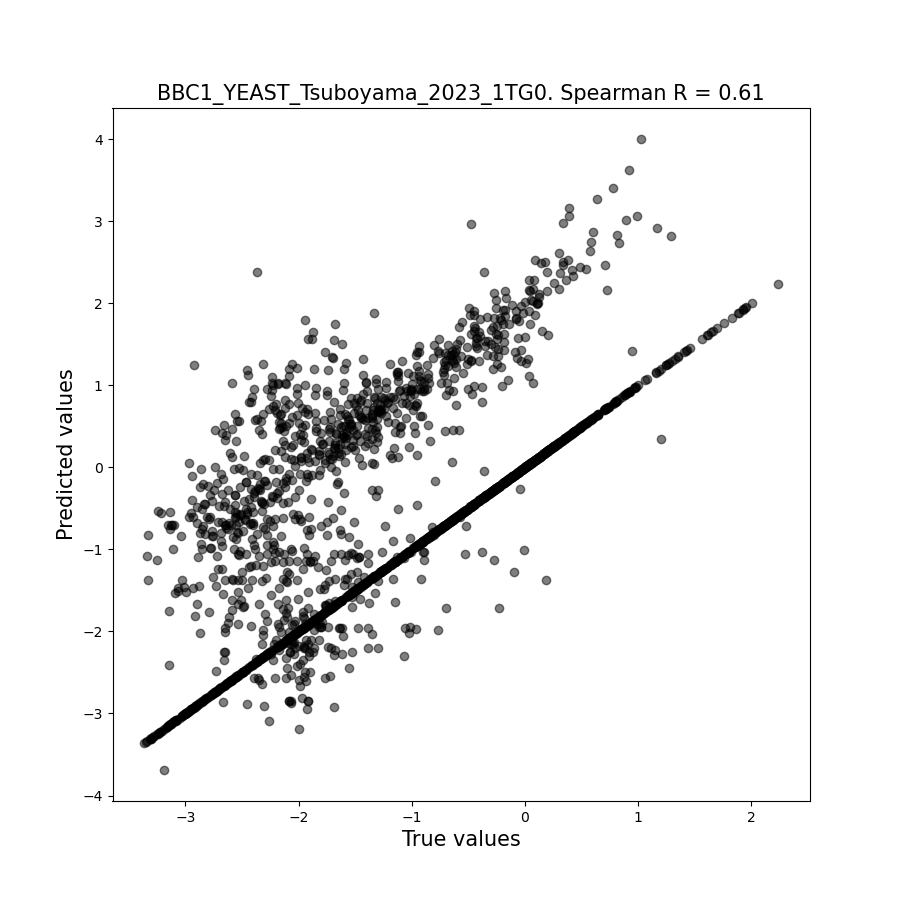 BBC1_YEAST_Tsuboyama_2023_1TG0. Spearman R = 0.61
4
3
2
1
0
−1
−2
−3
−4
Predicted values
−3 −2 −1 0 1 2
True values